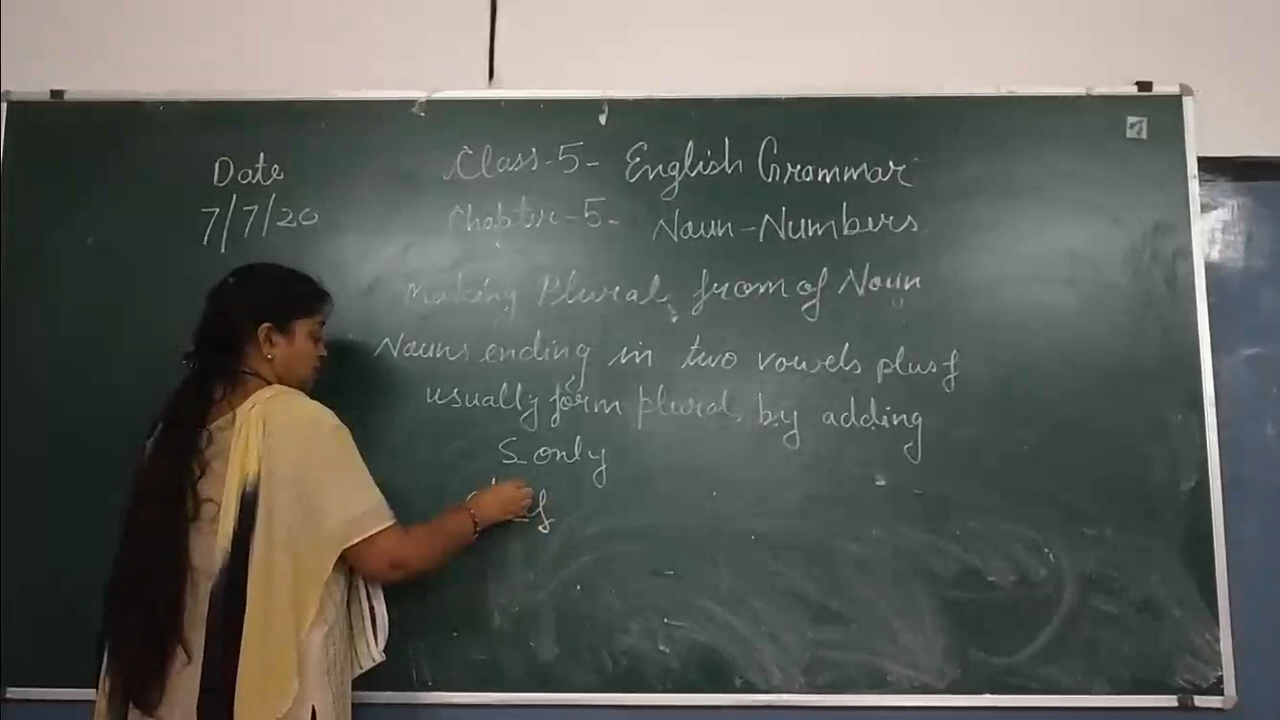 Date
7/7/20
Class-5- English Grammar
Chapter-5- Noun-Numbers
Making Plural from of Noun
Nouns ending in two vowels plus f
usually form plural by adding
S only